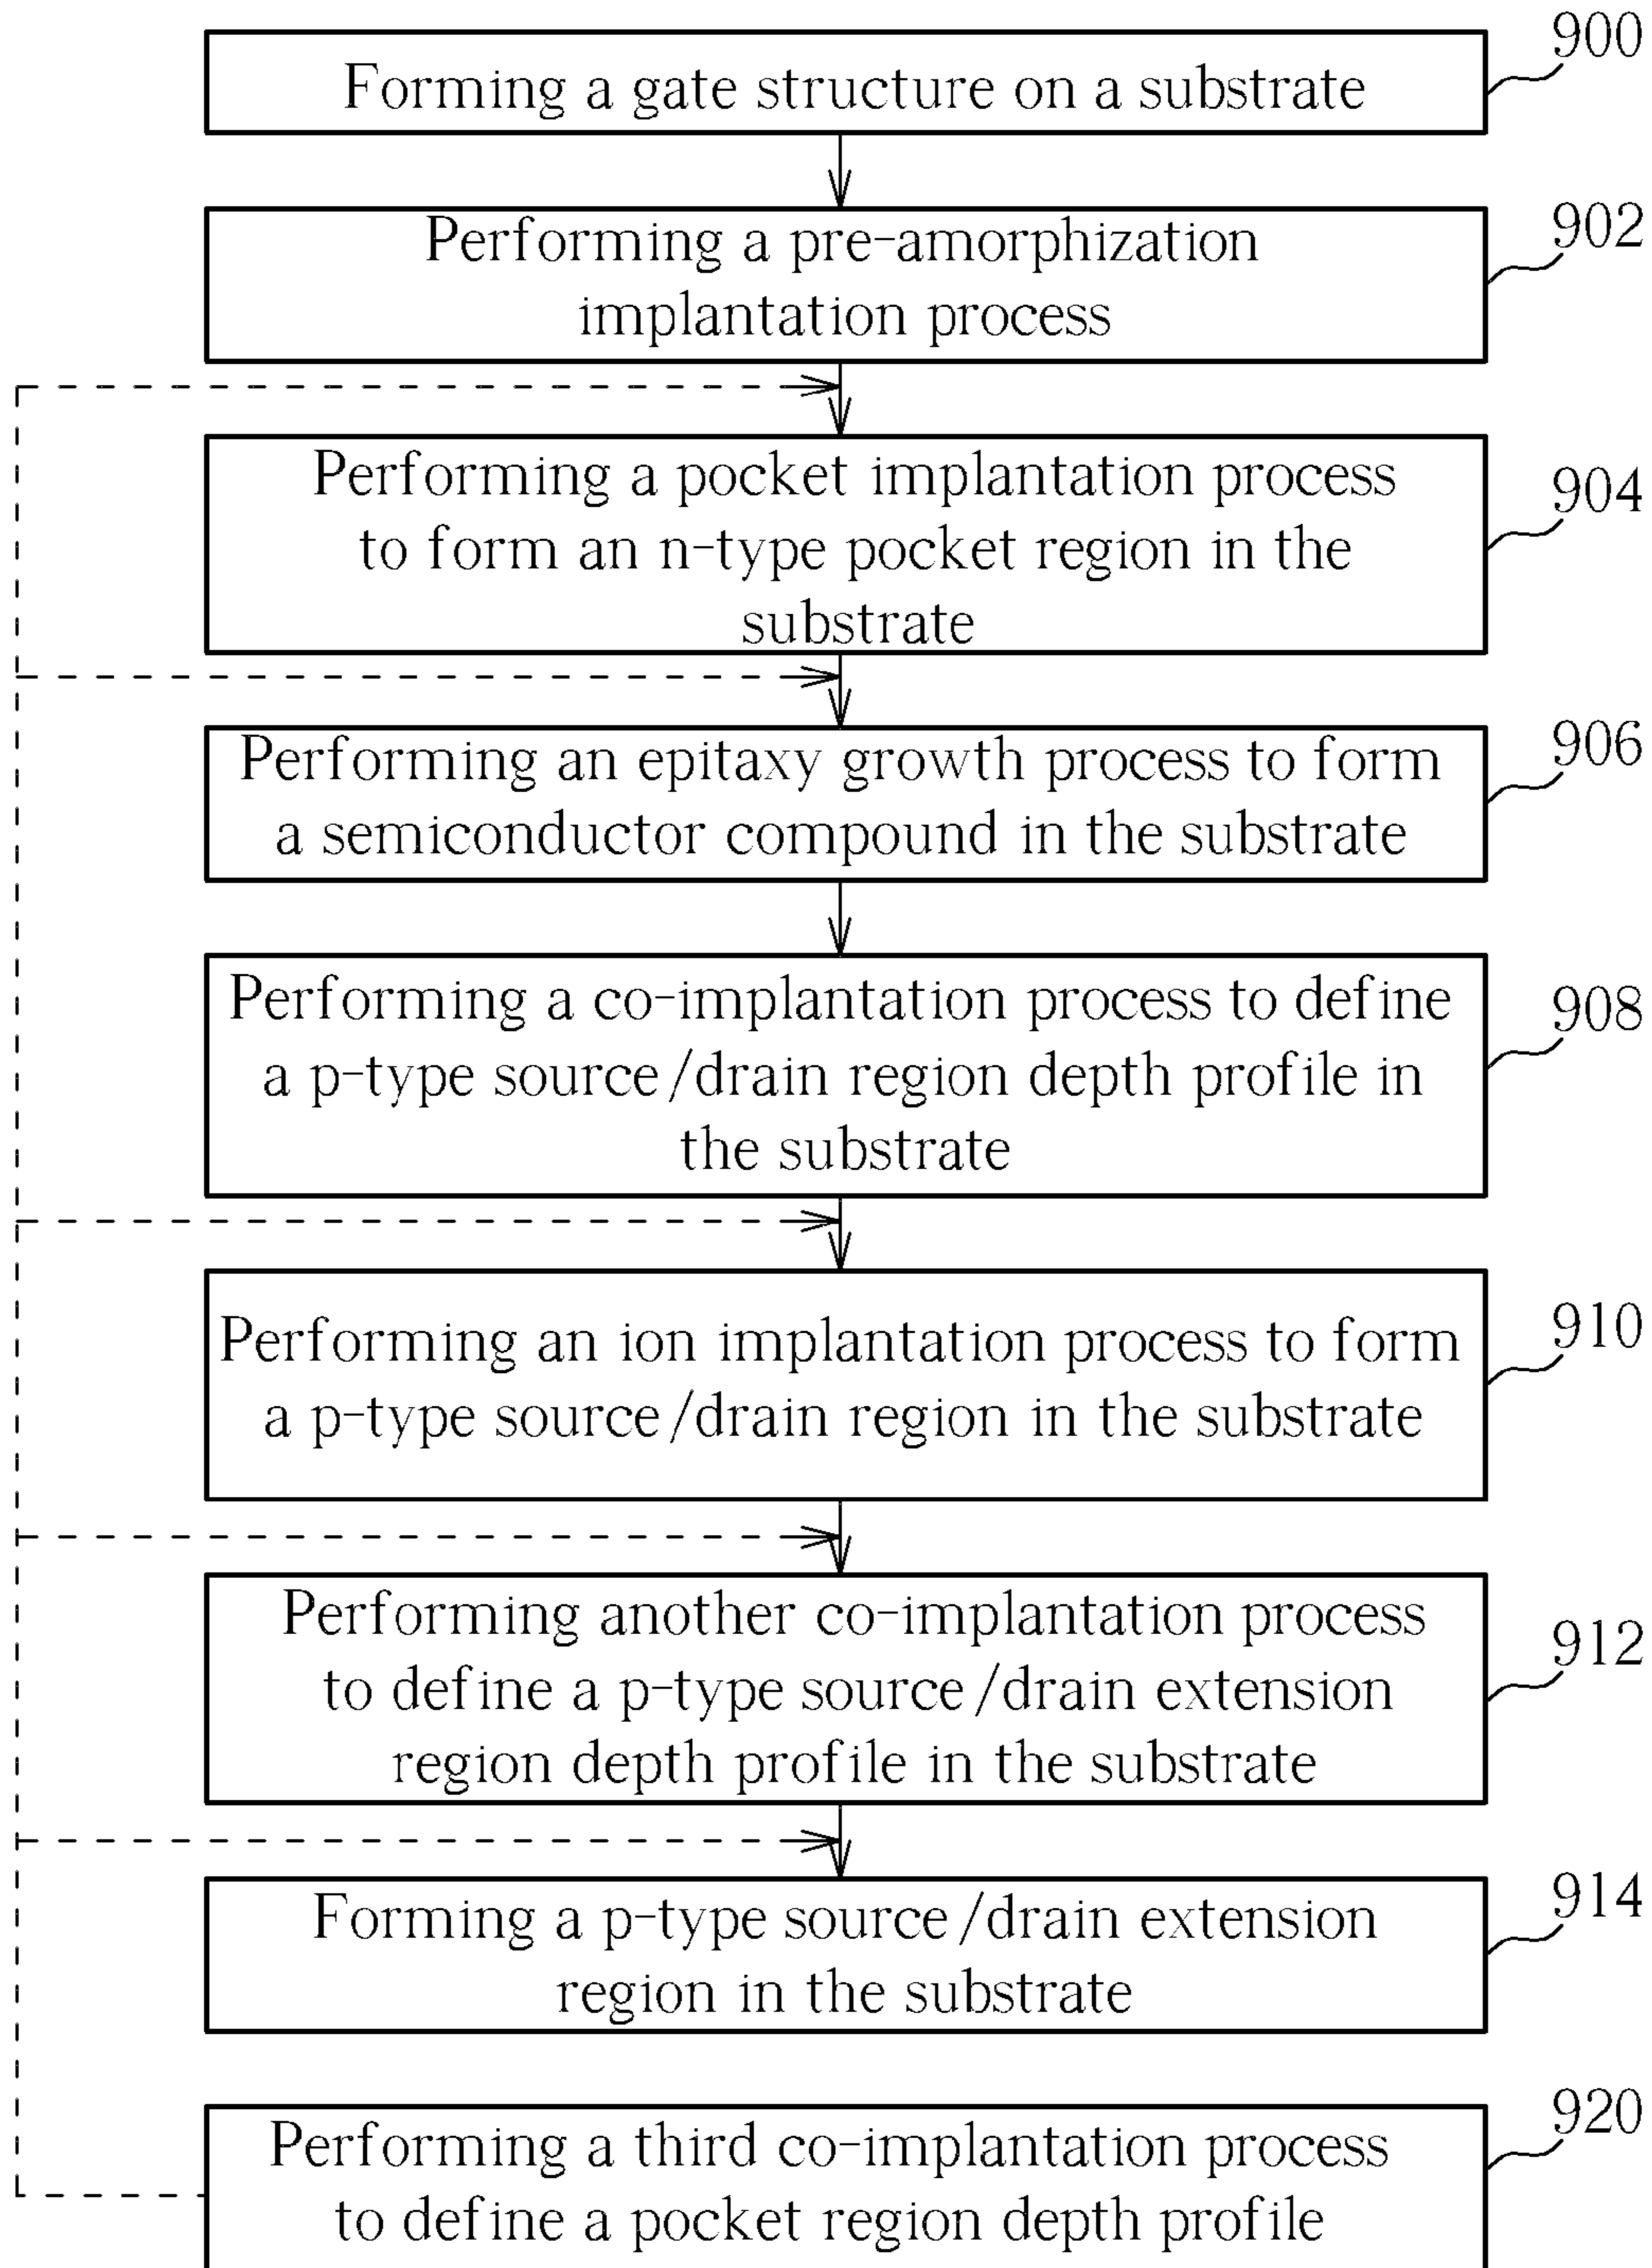 900
Forming a gate structure on a substrate
902
Performing a pre-amorphization
implantation process
904
Performing a pocket implantation process
to form an n-type pocket region in the
substrate
906
Performing an epitaxy growth process to form
a semiconductor compound in the substrate
908
Performing a co-implantation process to define
a p-type source/drain region depth profile in
the substrate
910
Performing an ion implantation process to form
a p-type source/drain region in the substrate
912
Performing another co-implantation process
to define a p-type source/drain extension
region depth profile in the substrate
914
Forming a p-type source/drain extension
region in the substrate
920
Performing a third co-implantation process
to define a pocket region depth profile